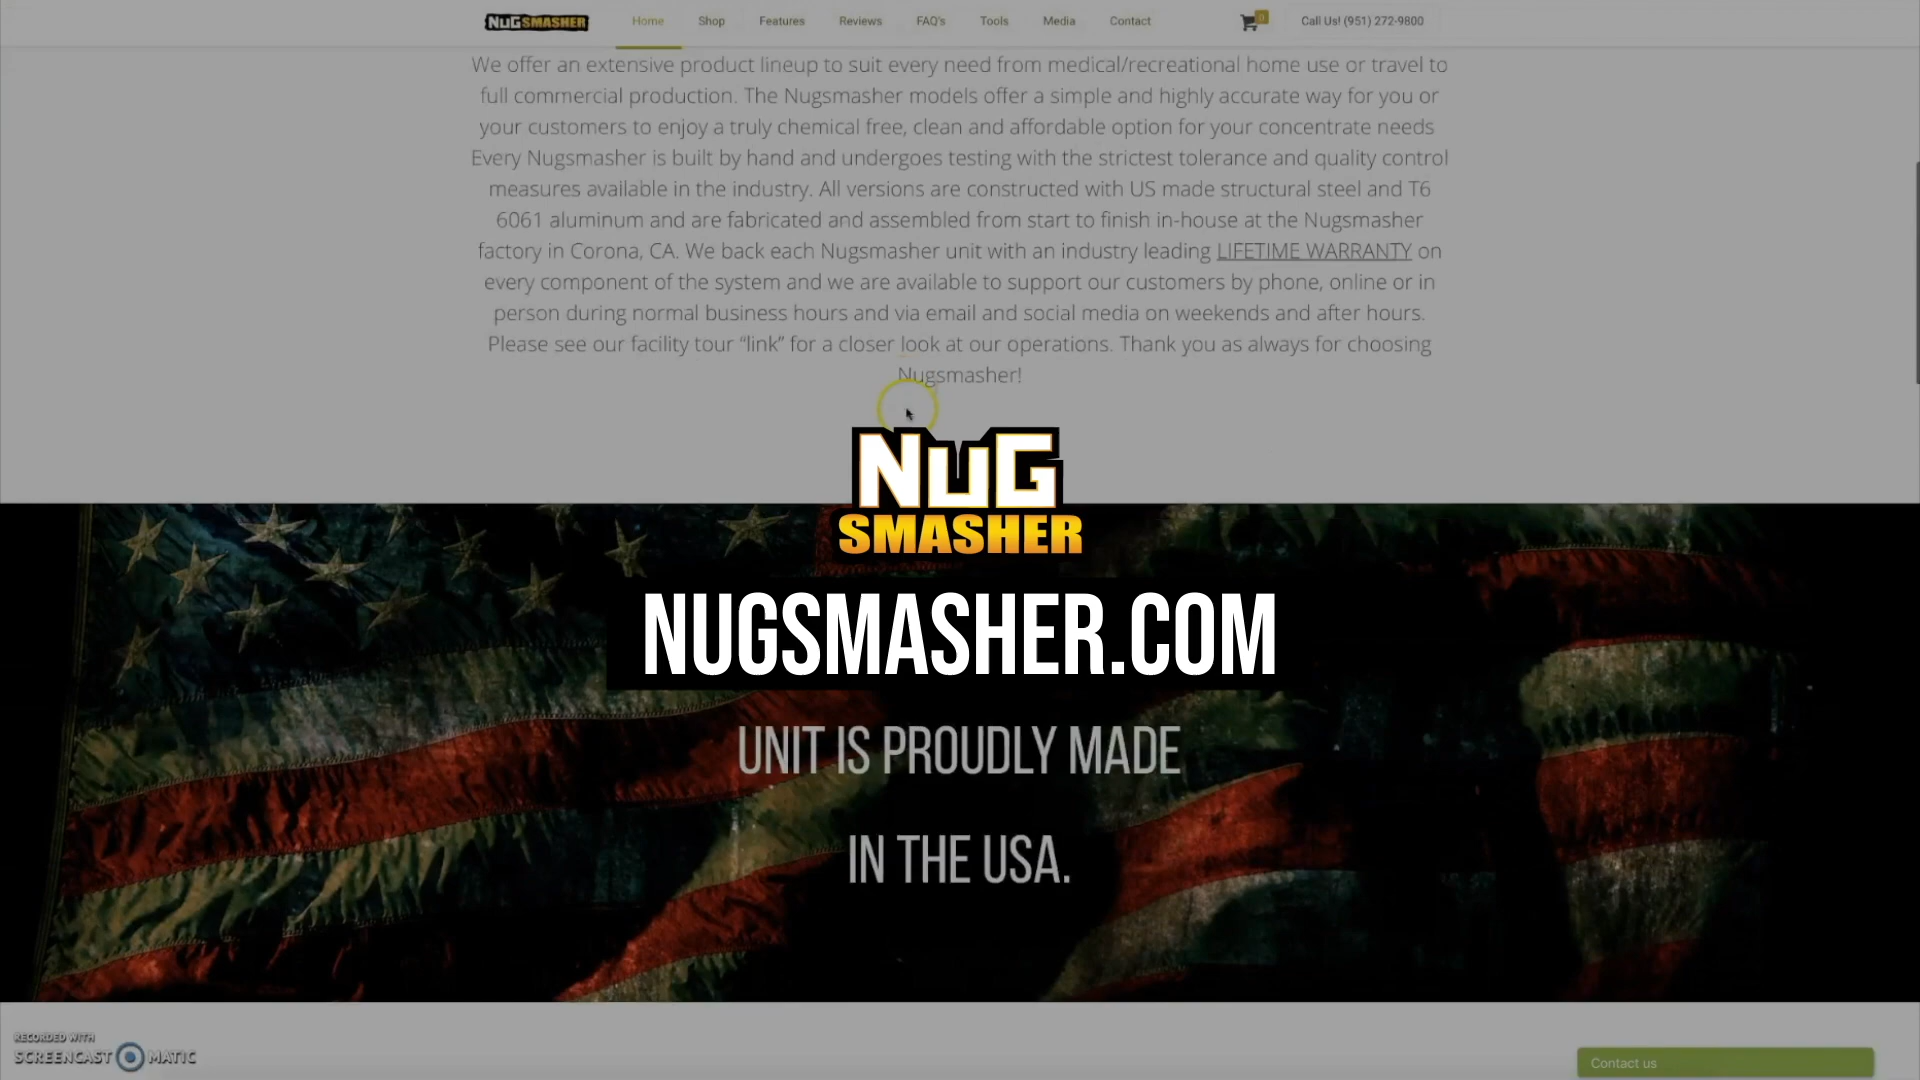 NUGSMASHER
Home
Shop
Features
Reviews
FAQ's
Tools
Media
Contact
0
Call Us! (951) 272-9800
We offer an extensive product lineup to suit every need from medical/recreational home use or travel to
full commercial production. The Nugsmasher models offer a simple and highly accurate way for you or
your customers to enjoy a truly chemical free, clean and affordable option for your concentrate needs
Every Nugsmasher is built by hand and undergoes testing with the strictest tolerance and quality control
measures available in the industry. All versions are constructed with US made structural steel and T6
6061 aluminum and are fabricated and assembled from start to finish in-house at the Nugsmasher
factory in Corona, CA. We back each Nugsmasher unit with an industry leading LIFETIME WARRANTY on
every component of the system and we are available to support our customers by phone, online or in
person during normal business hours and via email and social media on weekends and after hours.
Please see our facility tour “link” for a closer look at our operations. Thank you as always for choosing
Nugsmasher!
NuG
SMASHER
NUGSMASHER.COM
UNIT IS PROUDLY MADE
IN THE USA.
RECORDED WITH
SCREENCAST MATIC
Contact us